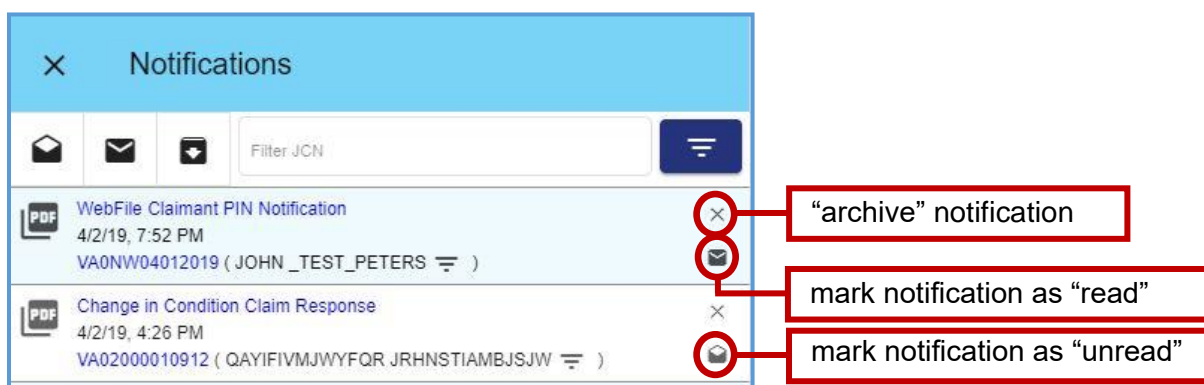 Notifications
Filter JCN
PDF
WebFile Claimant PIN Notification
4/2/19, 7:52 PM
VA0NW04012019 ( JOHN _TEST_PETERS )
“archive” notification
mark notification as “read”
PDF
Change in Condition Claim Response
4/2/19, 4:26 PM
VA02000010912 ( QAYIFIVMJWYFQR JRHNSTIAMBJSJW )
mark notification as “unread”